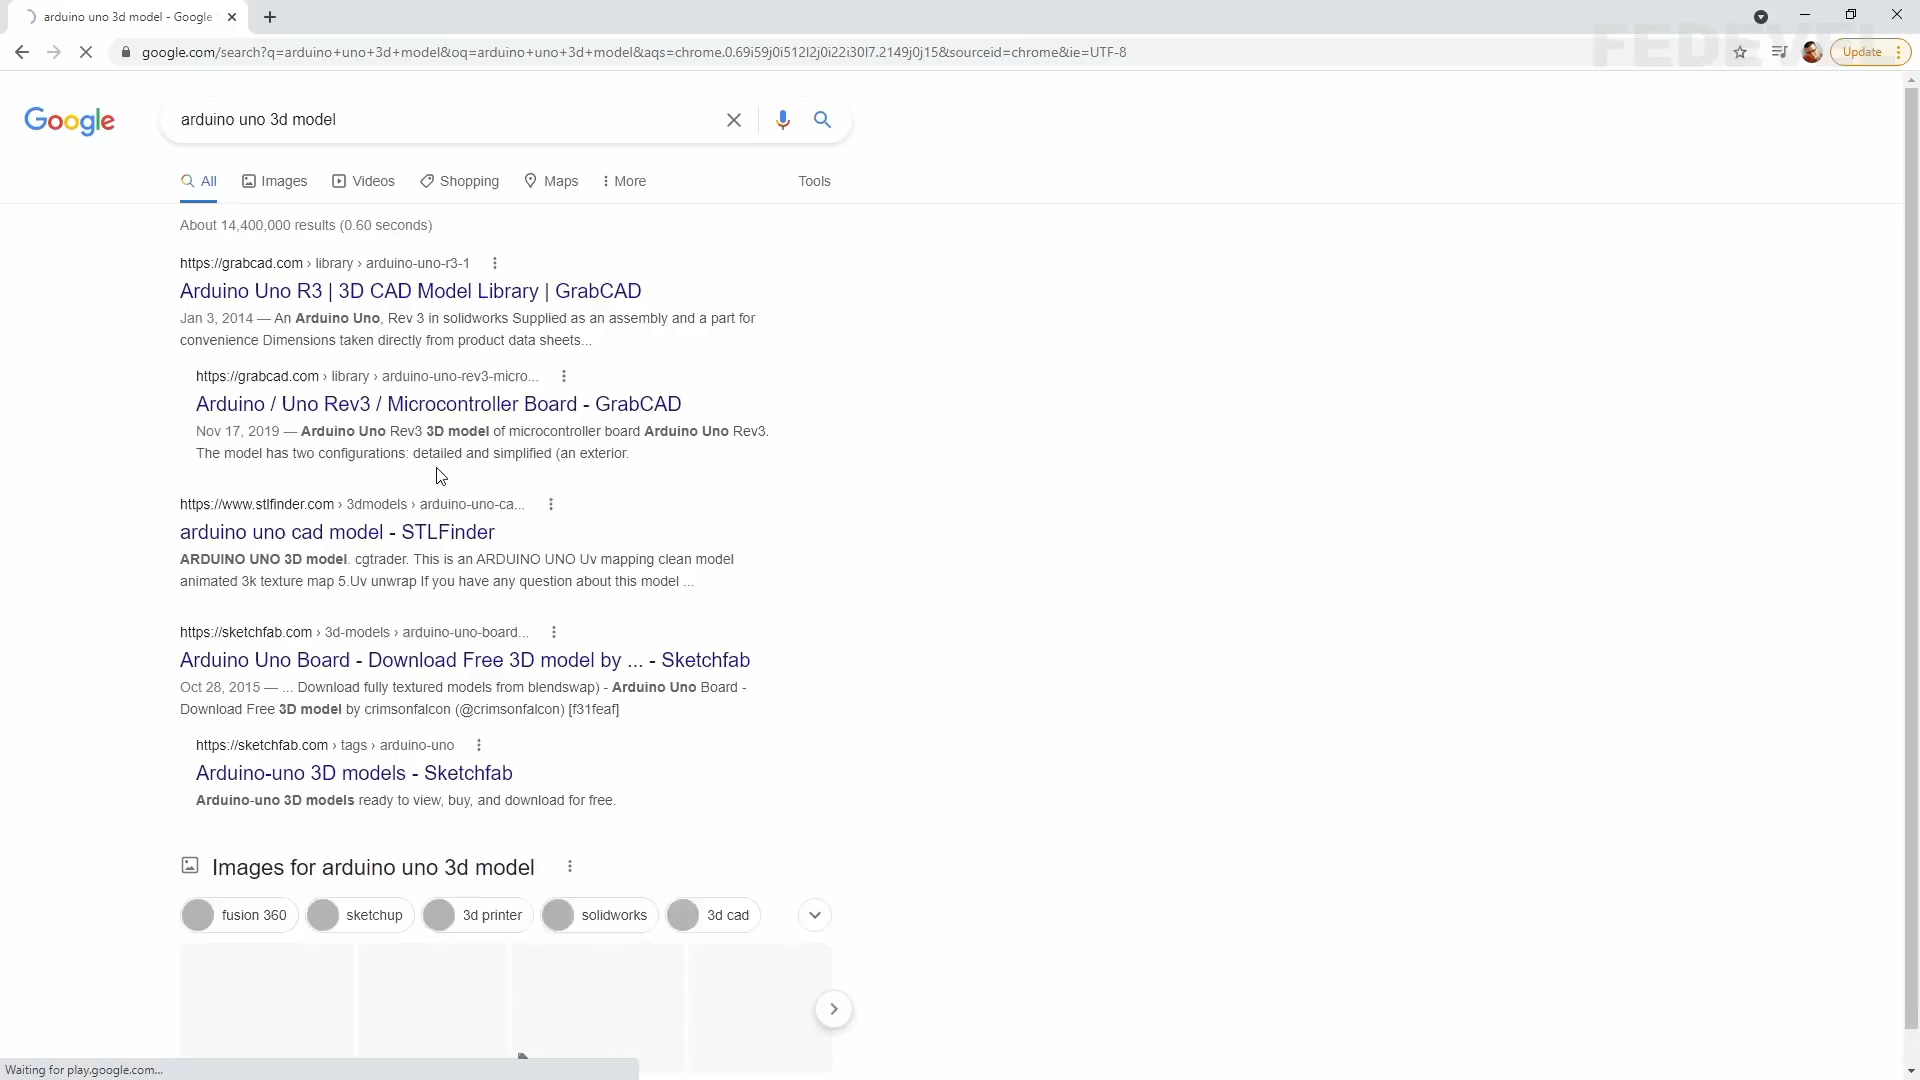 arduino uno 3d model - Google
google.com/search?q=arduino+uno+3d+model&oq=arduino+uno+3d+model&aqs=chrome.0.69i59j0i512l2j0i22i30l7.2149j0j15&sourceid=chrome&ie=UTF-8
FEDEVEL
Update
Google
arduino uno 3d model
All Images Videos Shopping Maps More Tools
About 14,400,000 results (0.60 seconds)
https://grabcad.com › library › arduino-uno-r3-1
Arduino Uno R3 | 3D CAD Model Library | GrabCAD
Jan 3, 2014 — An Arduino Uno, Rev 3 in solidworks Supplied as an assembly and a part for
convenience Dimensions taken directly from product data sheets...
https://grabcad.com › library › arduino-uno-rev3-micro...
Arduino / Uno Rev3 / Microcontroller Board - GrabCAD
Nov 17, 2019 — Arduino Uno Rev3 3D model of microcontroller board Arduino Uno Rev3.
The model has two configurations: detailed and simplified (an exterior.
https://www.stlfinder.com › 3dmodels › arduino-uno-ca...
arduino uno cad model - STLFinder
ARDUINO UNO 3D model. cgtrader. This is an ARDUINO UNO Uv mapping clean model
animated 3k texture map 5.Uv unwrap If you have any question about this model ...
https://sketchfab.com › 3d-models › arduino-uno-board...
Arduino Uno Board - Download Free 3D model by ... - Sketchfab
Oct 28, 2015 — ... Download fully textured models from blendswap) - Arduino Uno Board -
Download Free 3D model by crimsonfalcon (@crimsonfalcon) [f31feaf]
https://sketchfab.com › tags › arduino-uno
Arduino-uno 3D models - Sketchfab
Arduino-uno 3D models ready to view, buy, and download for free.
Images for arduino uno 3d model
fusion 360 sketchup 3d printer solidworks 3d cad
Waiting for play.google.com...